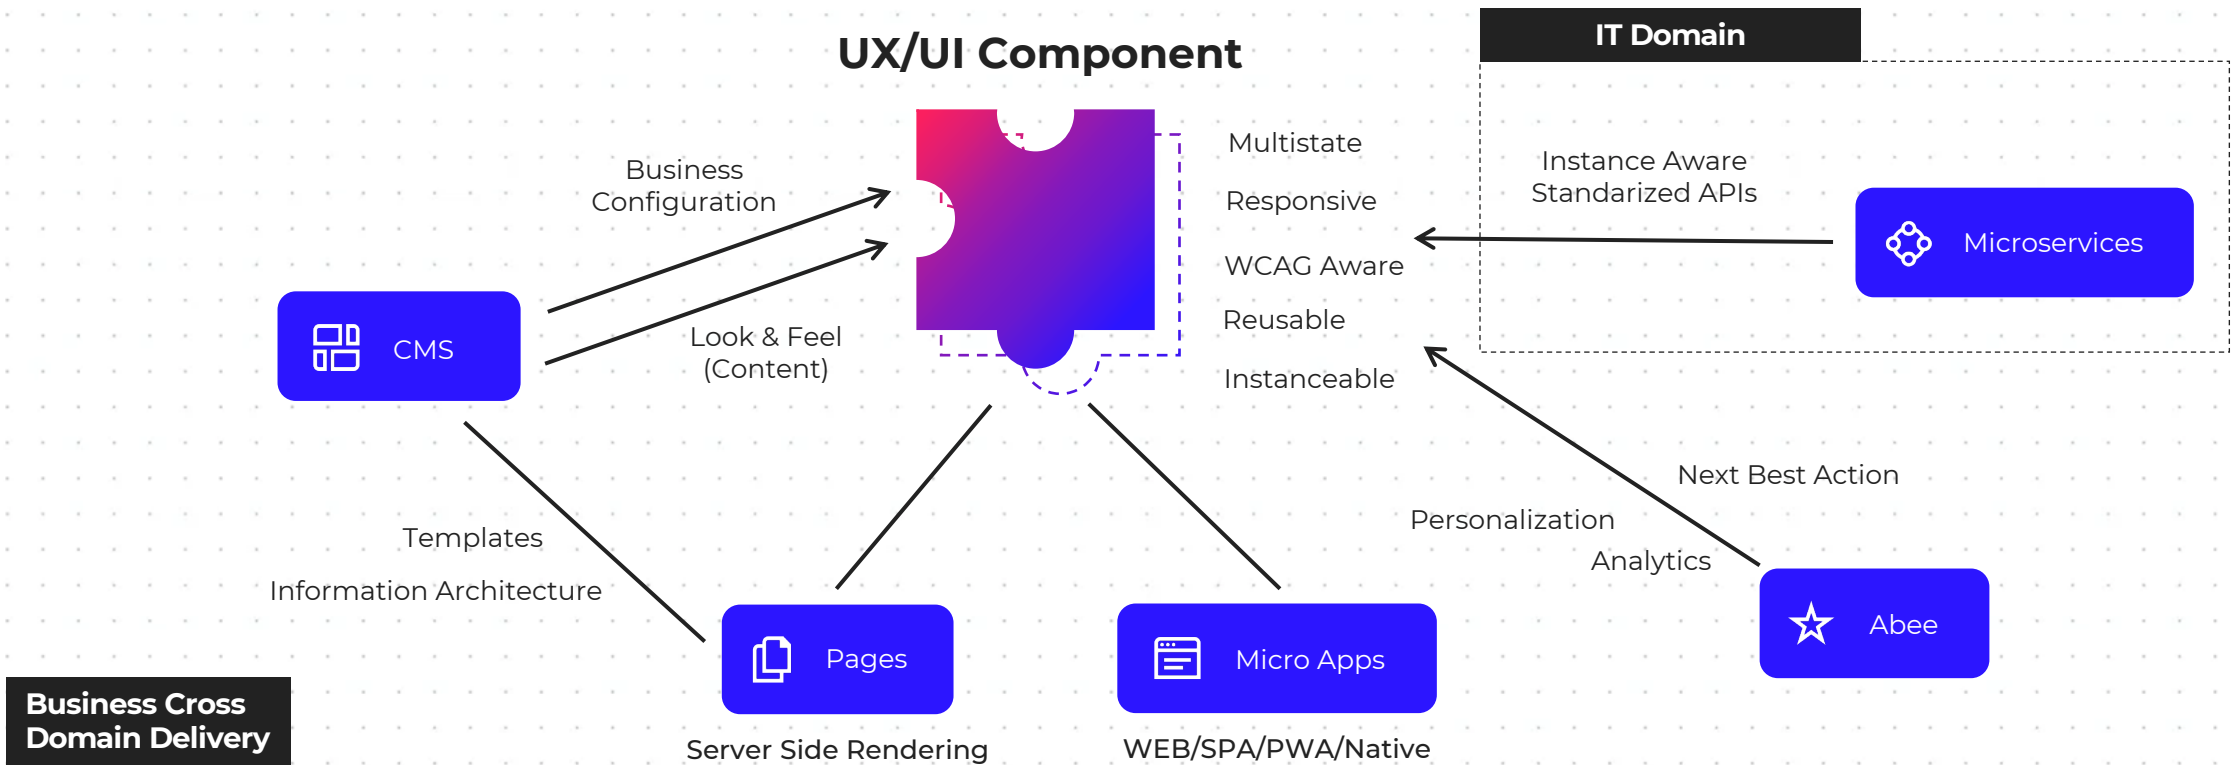 UX/UI Component
IT Domain
Business
Configuration
Multistate
Responsive
WCAG Aware
Reusable
Instanceable
Instance Aware
Standarized APIs
Microservices
CMS
Look & Feel
(Content)
Templates
Information Architecture
Next Best Action
Personalization
Analytics
Abee
Pages
Micro Apps
Server Side Rendering
WEB/SPA/PWA/Native
Business Cross
Domain Delivery